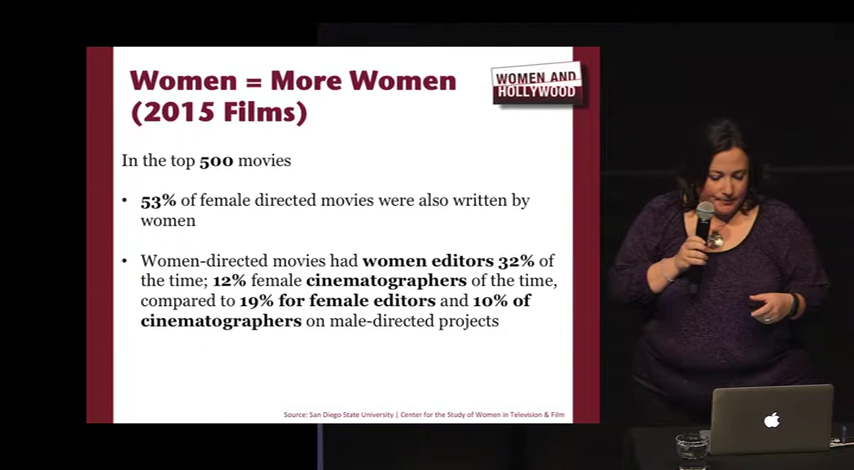 Women = More Women
(2015 Films)
WOMEN AND
HOLLYWOOD
In the top 500 movies
• 53% of female directed movies were also written by
women
• Women-directed movies had women editors 32% of
the time; 12% female cinematographers of the time,
compared to 19% for female editors and 10% of
cinematographers on male-directed projects
Source: San Diego State University | Center for the Study of Women in Television & Film